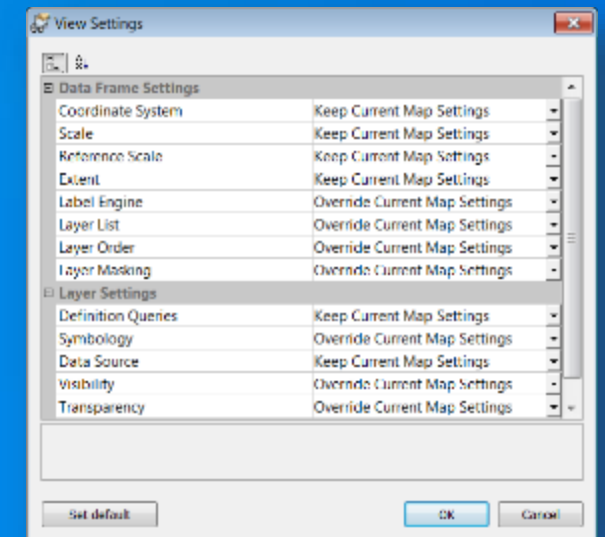 View Settings
Data Frame Settings
Coordinate System Keep Current Map Settings
Scale Keep Current Map Settings
Reference Scale Keep Current Map Settings
Extent Keep Current Map Settings
Label Engine Override Current Map Settings
Layer List Override Current Map Settings
Layer Order Override Current Map Settings
Layer Masking Override Current Map Settings
Layer Settings
Definition Queries Keep Current Map Settings
Symbology Override Current Map Settings
Data Source Keep Current Map Settings
Visibility Override Current Map Settings
Transparency Override Current Map Settings
Set default OK Cancel